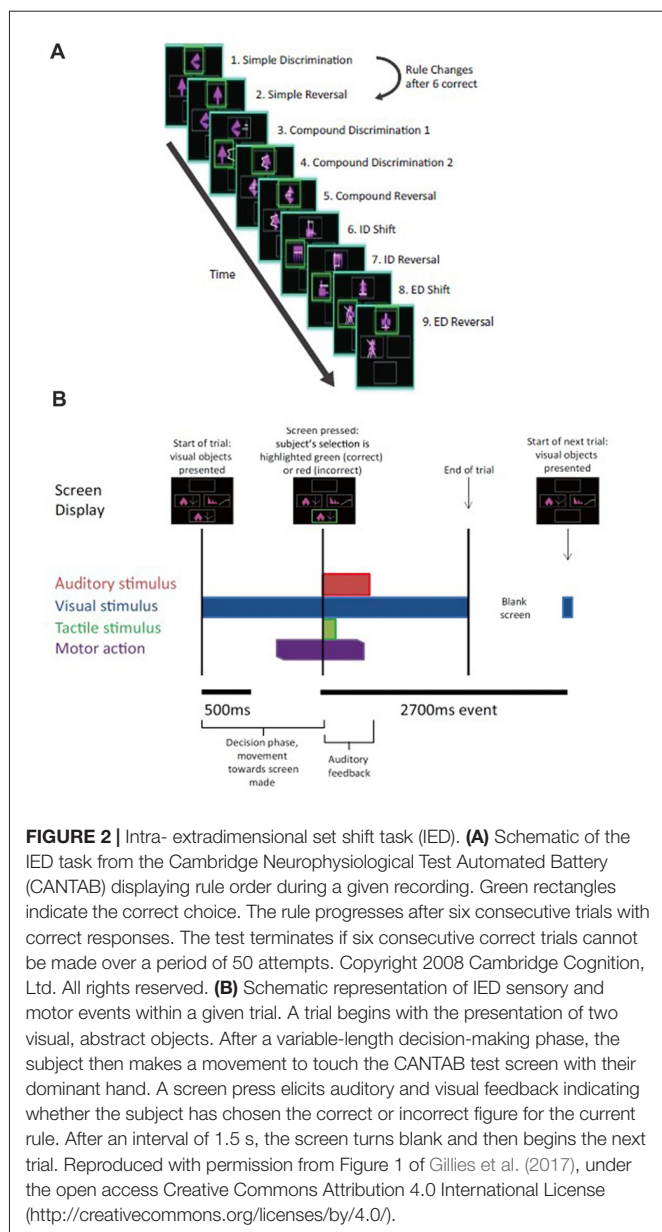 A
1. Simple Discrimination
Rule Changes
after 6 correct
2. Simple Reversal
3. Compound Discrimination 1
4. Compound Discrimination 2
5. Compound Reversal
6. ID Shift
7. ID Reversal
Time
8. ED Shift
9. ED Reversal
B
Start of trial:
visual objects
presented
Screen pressed:
subject's selection is
highlighted green (correct)
or red (incorrect)
End of trial
Start of next trial:
visual objects
presented
Screen
Display
Auditory stimulus
Visual stimulus
Tactile stimulus
Motor action
Blank
screen
500ms
2700ms event
Decision phase,
movement
towards screen
made
Auditory
feedback
FIGURE 2 | Intra- extradimensional set shift task (IED). (A) Schematic of the
IED task from the Cambridge Neurophysiological Test Automated Battery
(CANTAB) displaying rule order during a given recording. Green rectangles
indicate the correct choice. The rule progresses after six consecutive trials with
correct responses. The test terminates if six consecutive correct trials cannot
be made over a period of 50 attempts. Copyright 2008 Cambridge Cognition,
Ltd. All rights reserved. (B) Schematic representation of IED sensory and
motor events within a given trial. A trial begins with the presentation of two
visual, abstract objects. After a variable-length decision-making phase, the
subject then makes a movement to touch the CANTAB test screen with their
dominant hand. A screen press elicits auditory and visual feedback indicating
whether the subject has chosen the correct or incorrect figure for the current
rule. After an interval of 1.5 s, the screen turns blank and then begins the next
trial. Reproduced with permission from Figure 1 of Gillies et al. (2017), under
the open access Creative Commons Attribution 4.0 International License
(http://creativecommons.org/licenses/by/4.0/).